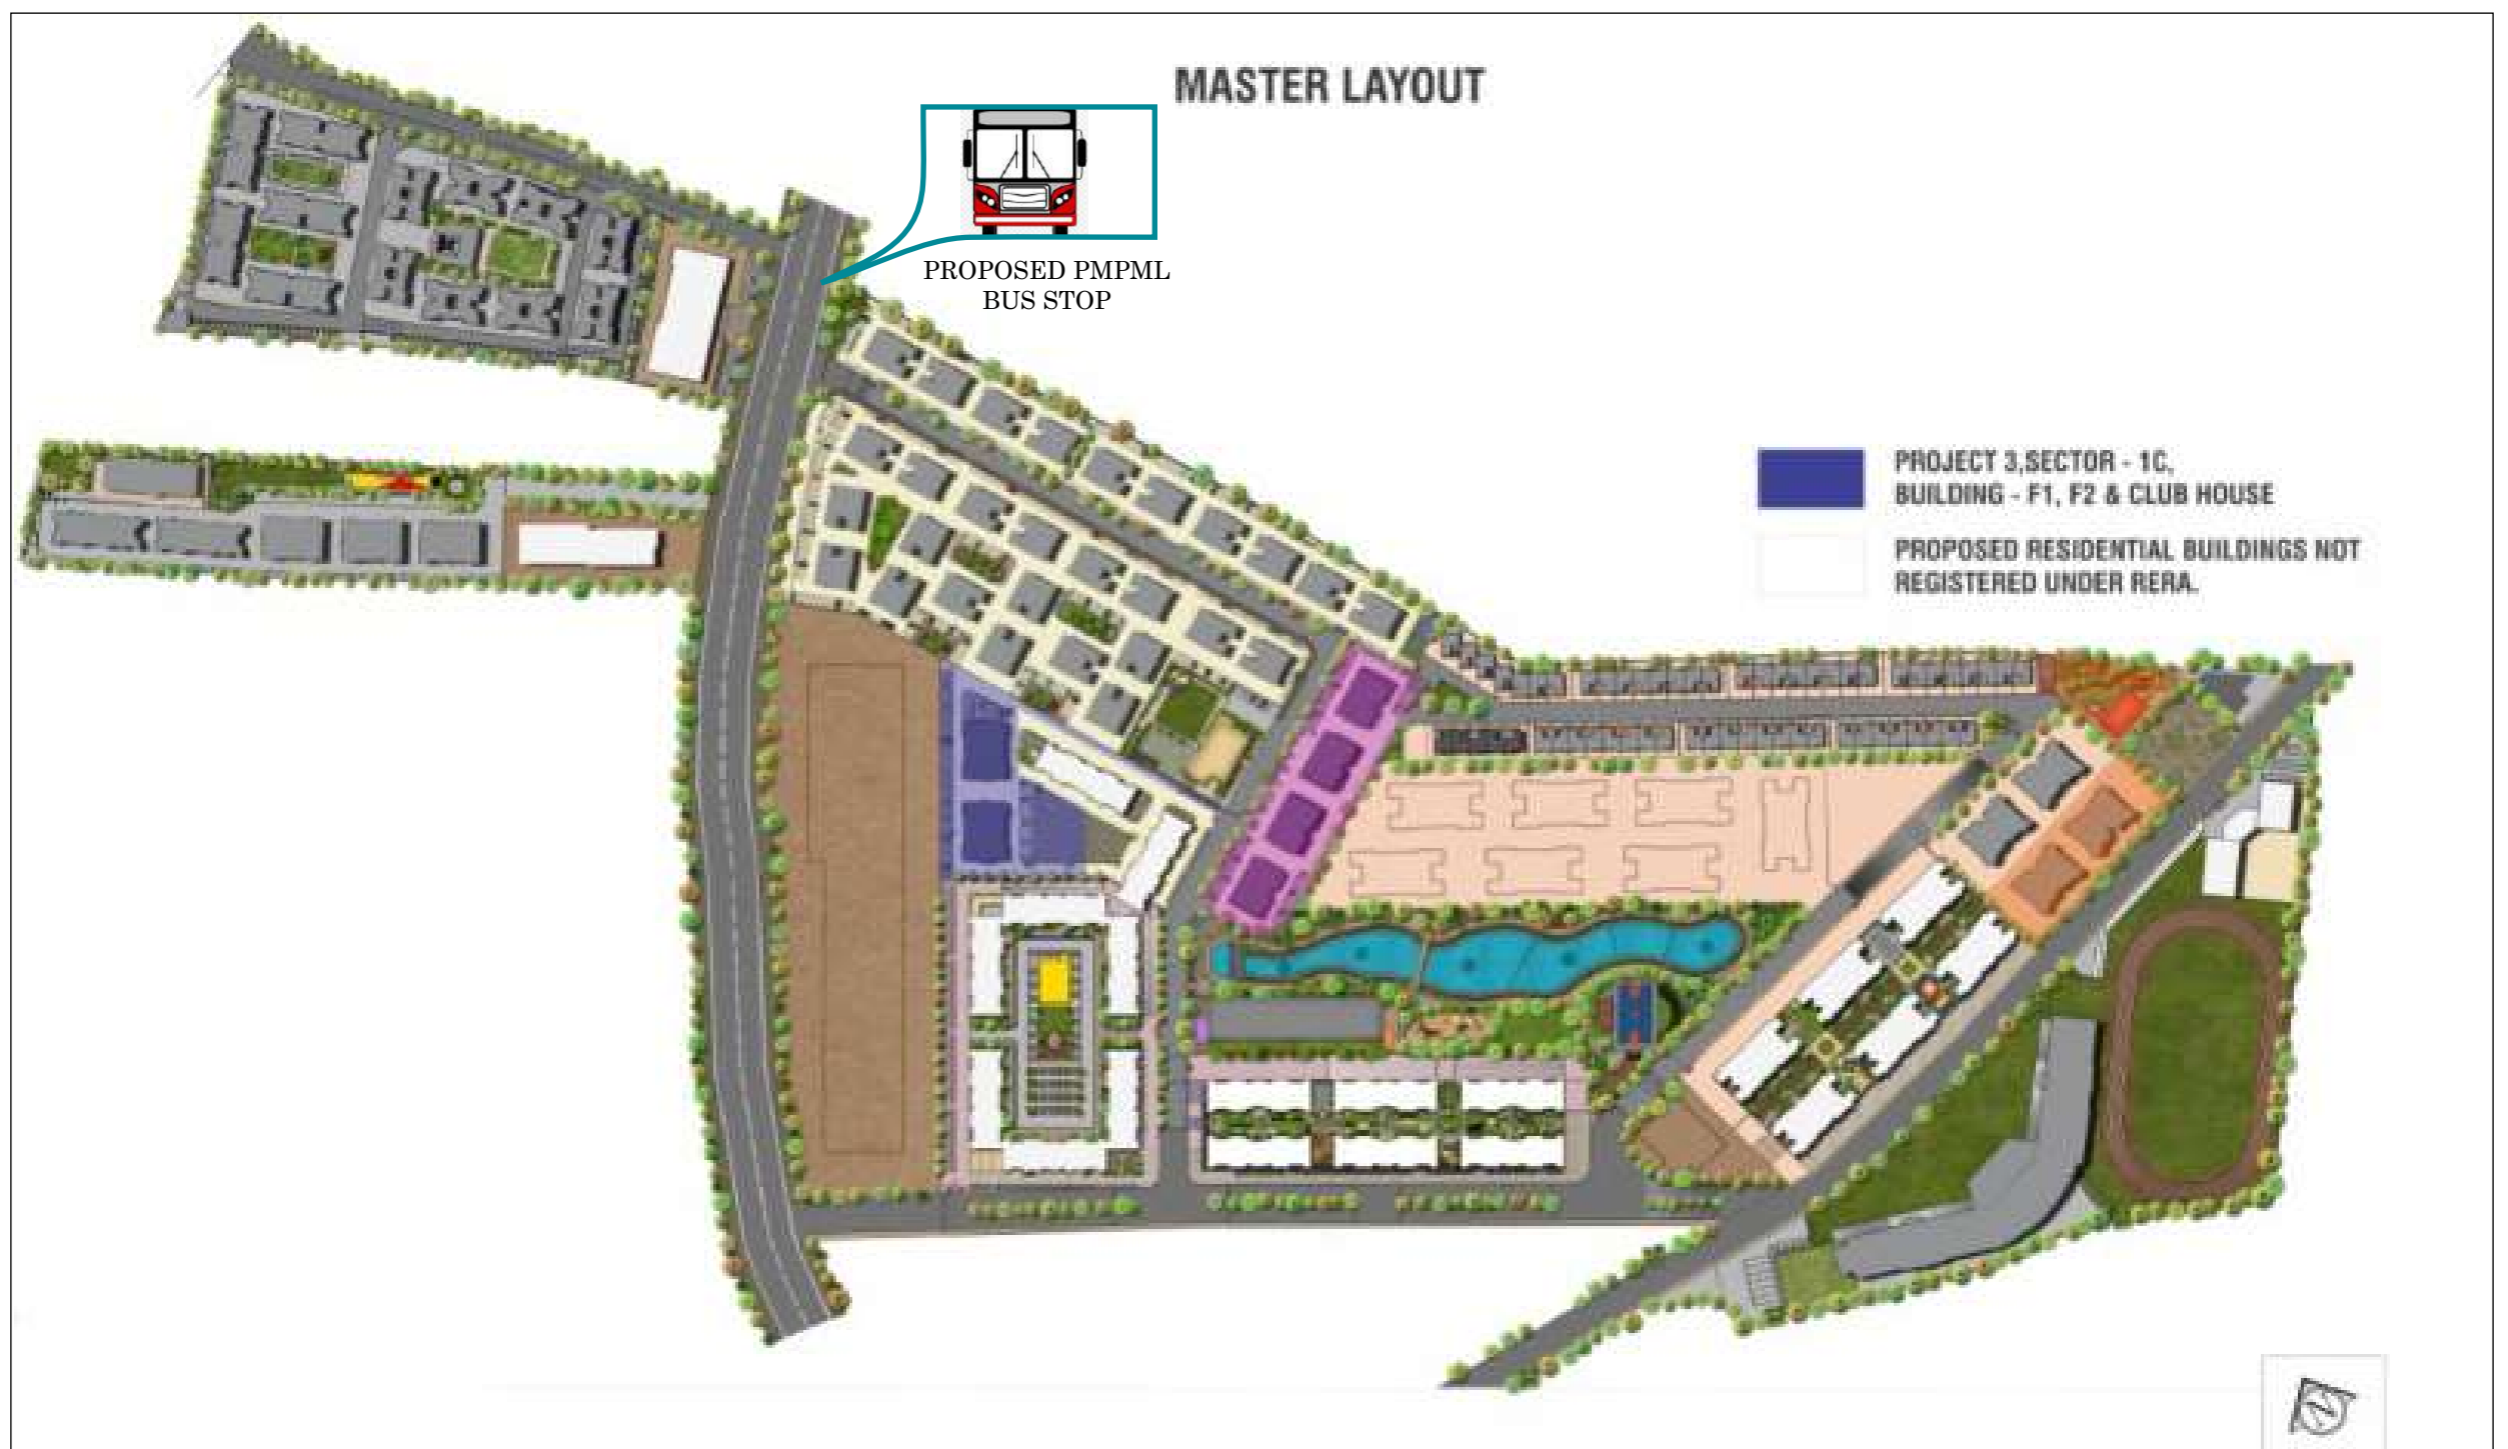 MASTER LAYOUT
PROPOSED PMPML
BUS STOP
PROJECT 3,SECTOR - 1C,
BUILDING - F1, F2 & CLUB HOUSE
PROPOSED RESIDENTIAL BUILDINGS NOT
REGISTERED UNDER RERA.